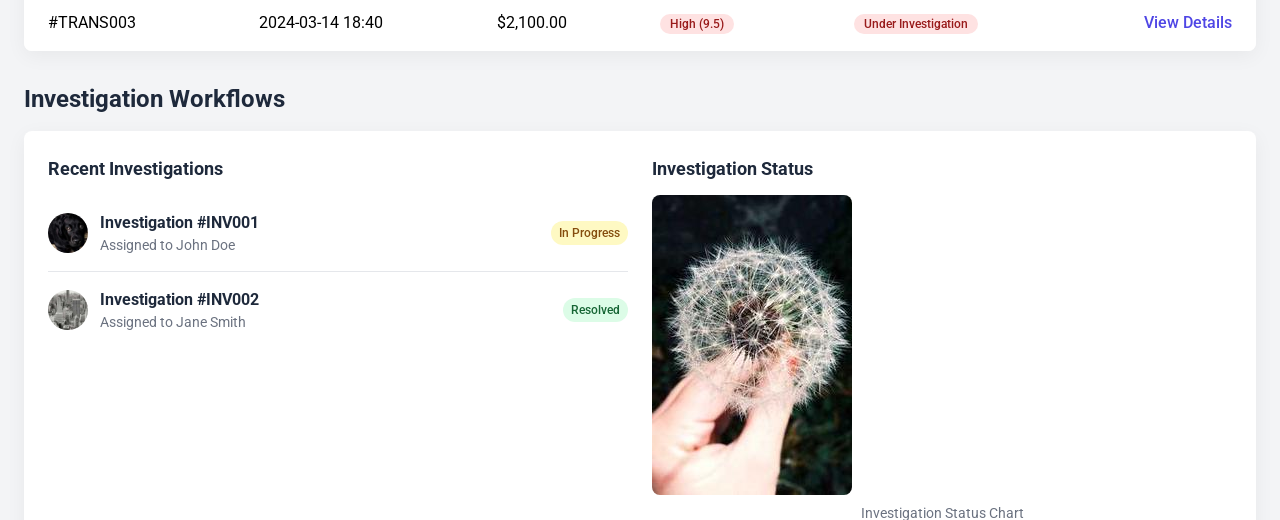 #TRANS003 2024-03-14 18:40 $2,100.00 High (9.5) Under Investigation View Details
Investigation Workflows
Recent Investigations
Investigation #INV001
Assigned to John Doe
In Progress
Investigation #INV002
Assigned to Jane Smith
Resolved
Investigation Status
Investigation Status Chart